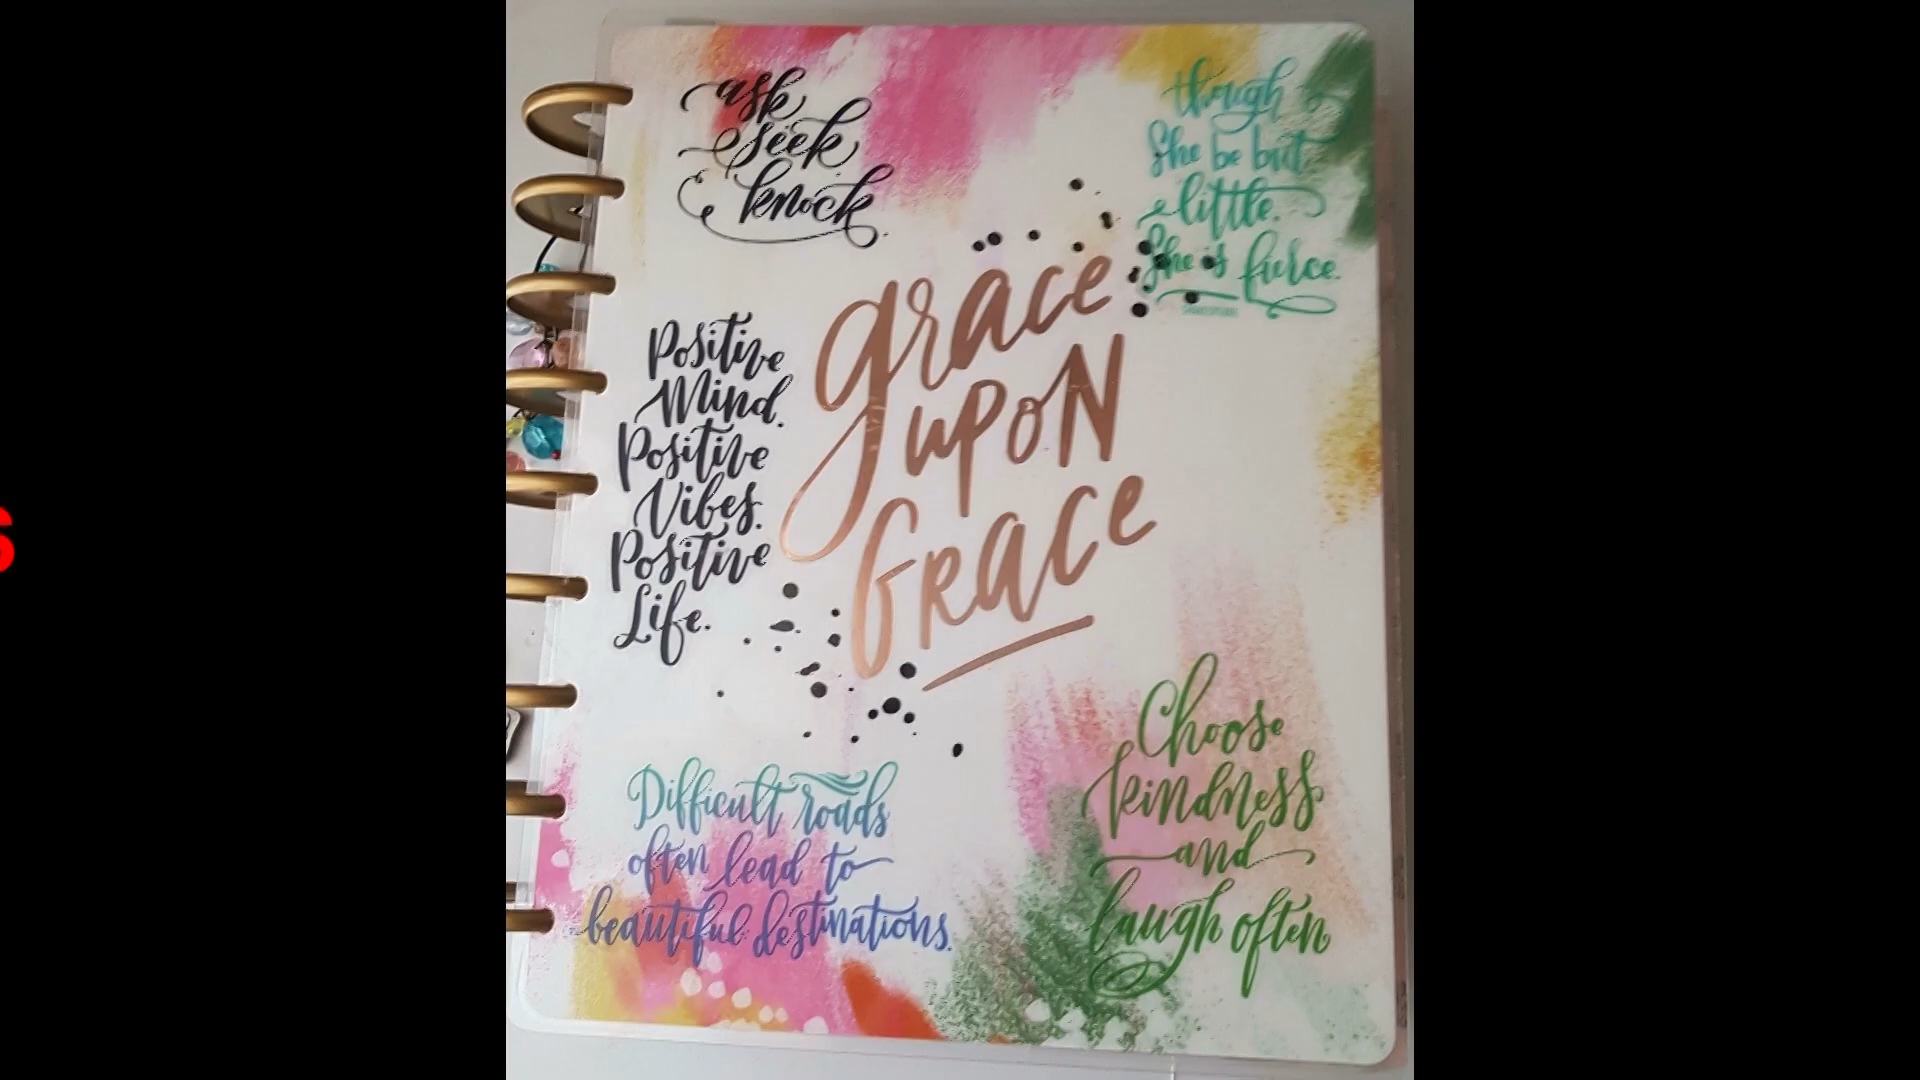 ask
seek
knock
though
She be but
little.
She is fierce.
Positive
Mind.
Positive
Vibes.
Positive
Life.
grace
upon
Grace
Difficult roads
often lead to
beautiful destinations.
Choose
kindness
and
laugh often